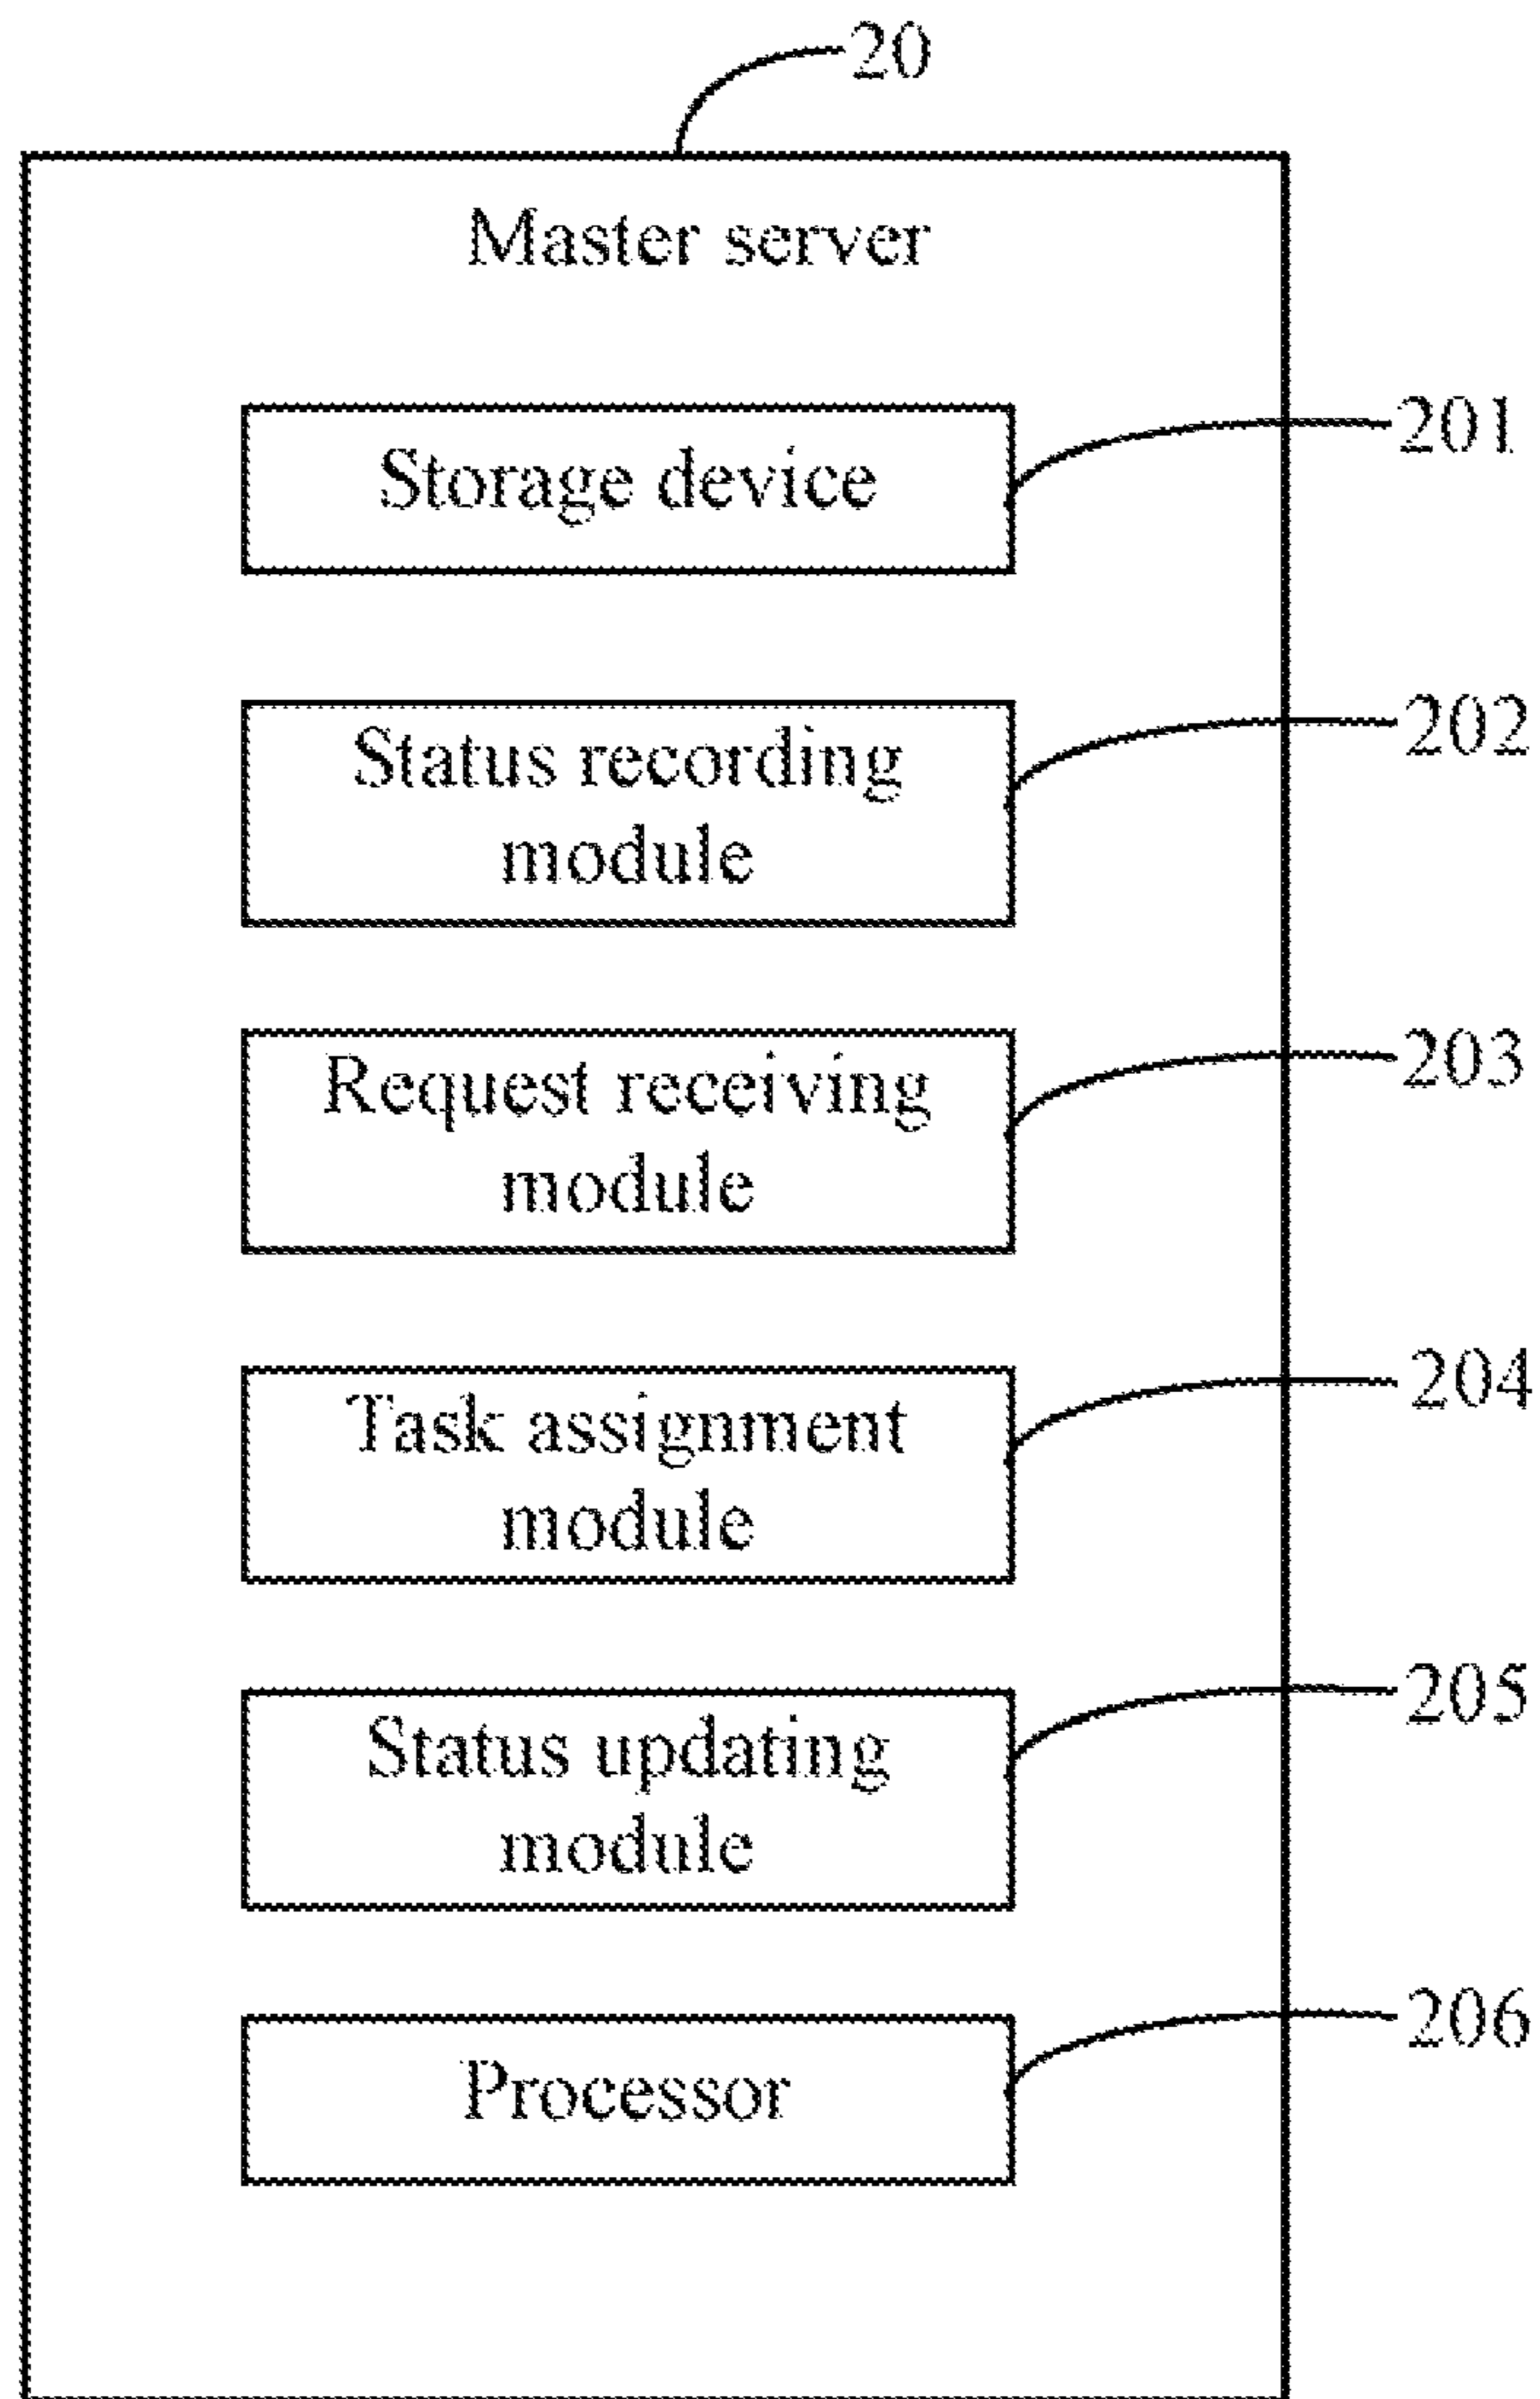 20
Master server
Storage device
201
Status recording
module
202
Request receiving
module
203
Task assignment
module
204
Status updating
module
205
Processor
206